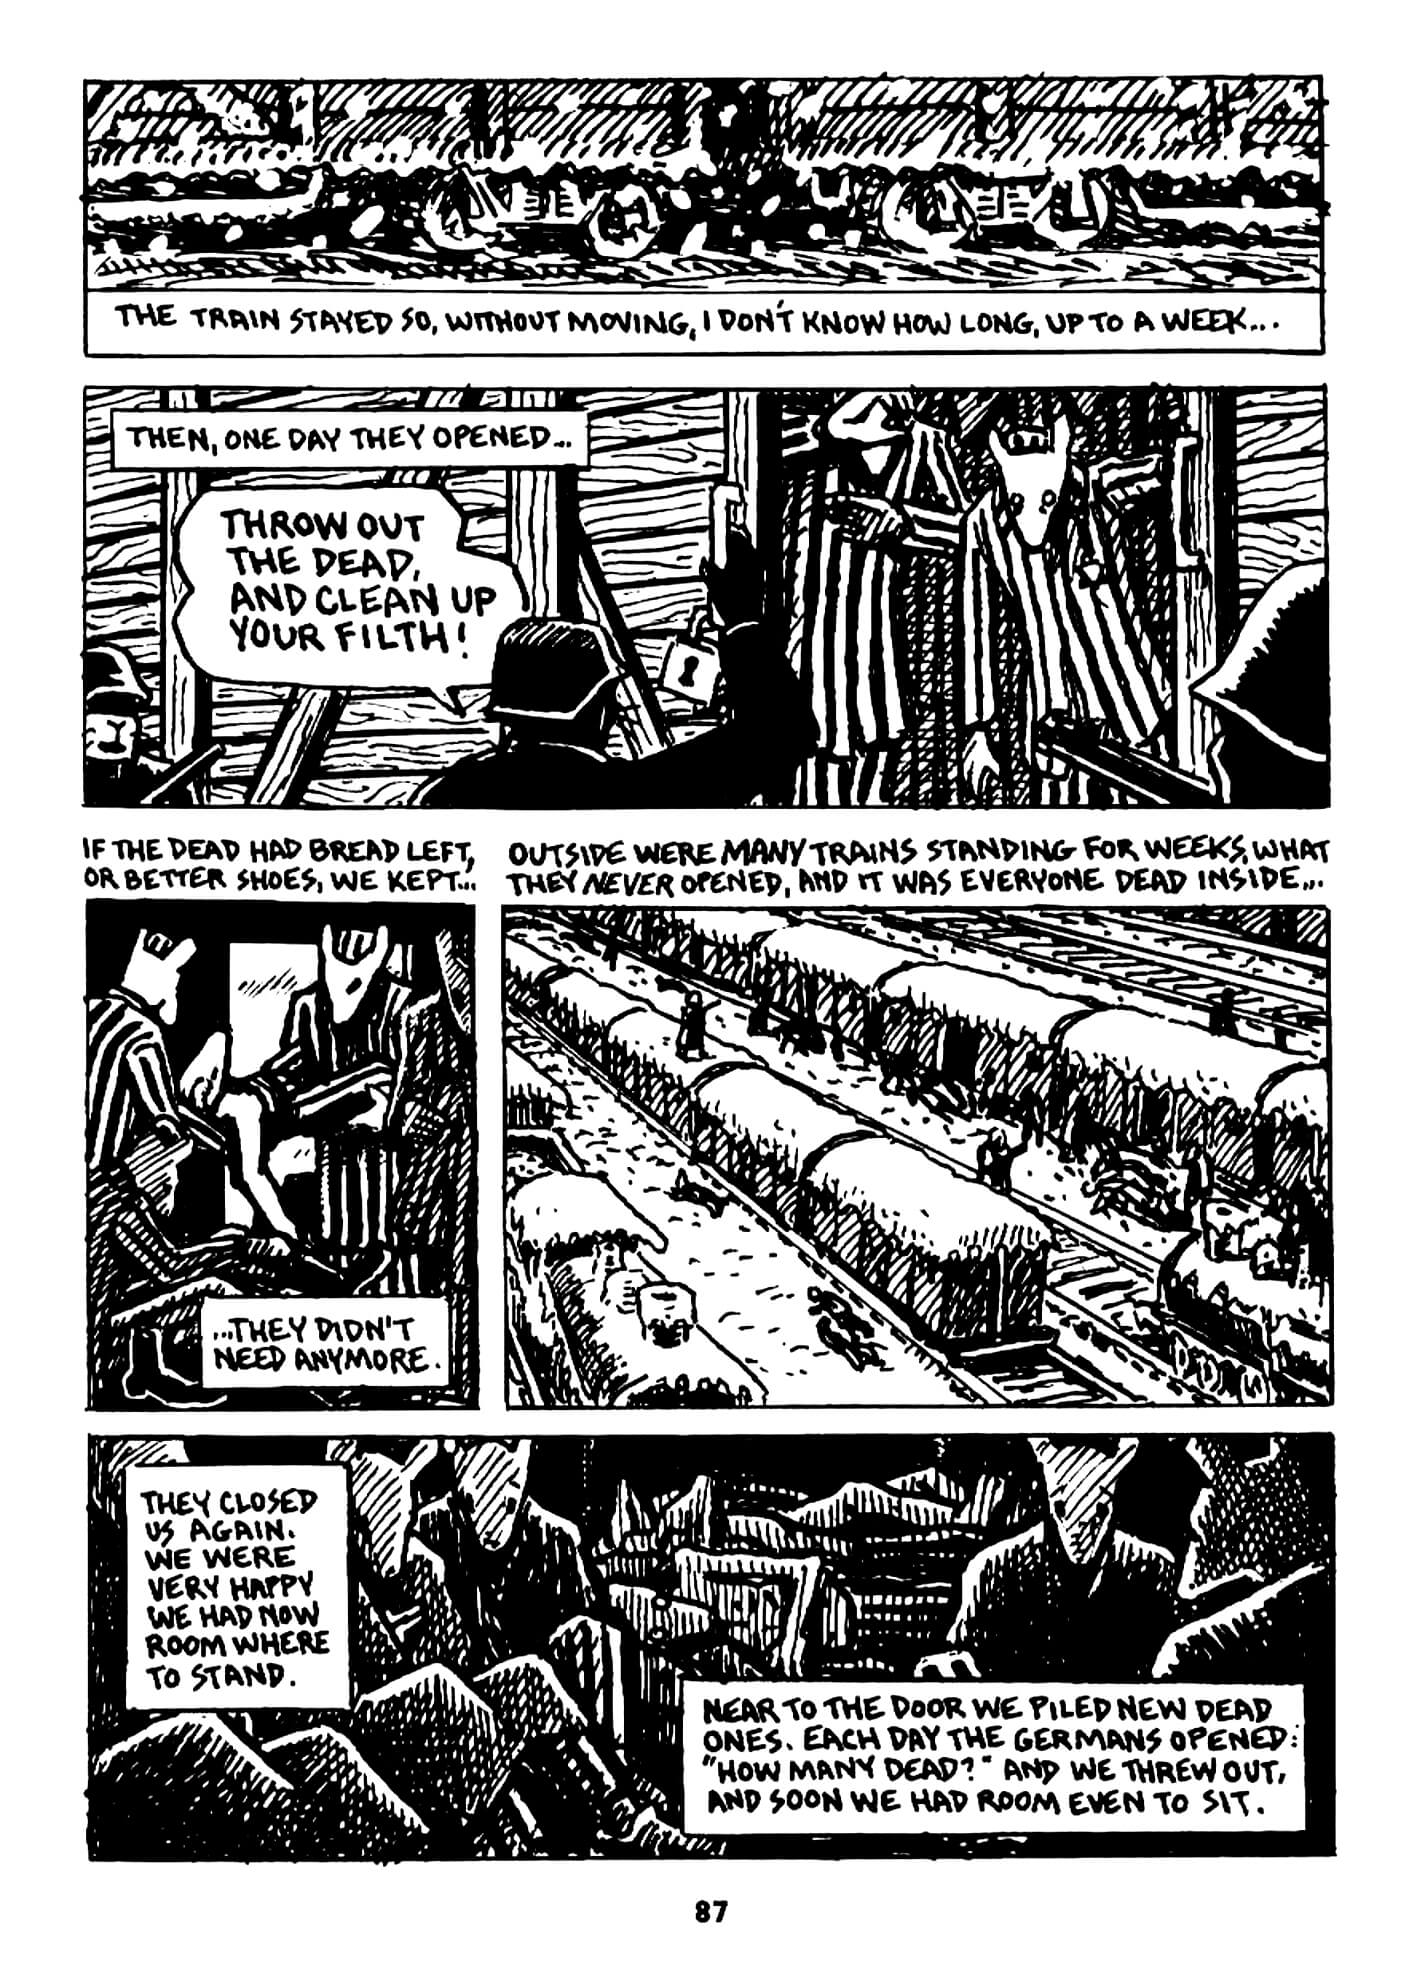 THE TRAIN STAYED SO, WITHOUT MOVING, I DON'T KNOW HOW LONG, UP TO A WEEK...
THEN, ONE DAY THEY OPENED...
THROW OUT
THE DEAD,
AND CLEAN UP
YOUR FILTH!
IF THE DEAD HAD BREAD LEFT,
OR BETTER SHOES, WE KEPT...
...THEY DIDN'T
NEED ANYMORE.
OUTSIDE WERE MANY TRAINS STANDING FOR WEEKS, WHAT
THEY NEVER OPENED, AND IT WAS EVERYONE DEAD INSIDE...
THEY CLOSED
US AGAIN.
WE WERE
VERY HAPPY
WE HAD NOW
ROOM WHERE
TO STAND.
NEAR TO THE DOOR WE PILED NEW DEAD
ONES. EACH DAY THE GERMANS OPENED:
"HOW MANY DEAD?" AND WE THREW OUT,
AND SOON WE HAD ROOM EVEN TO SIT.
87